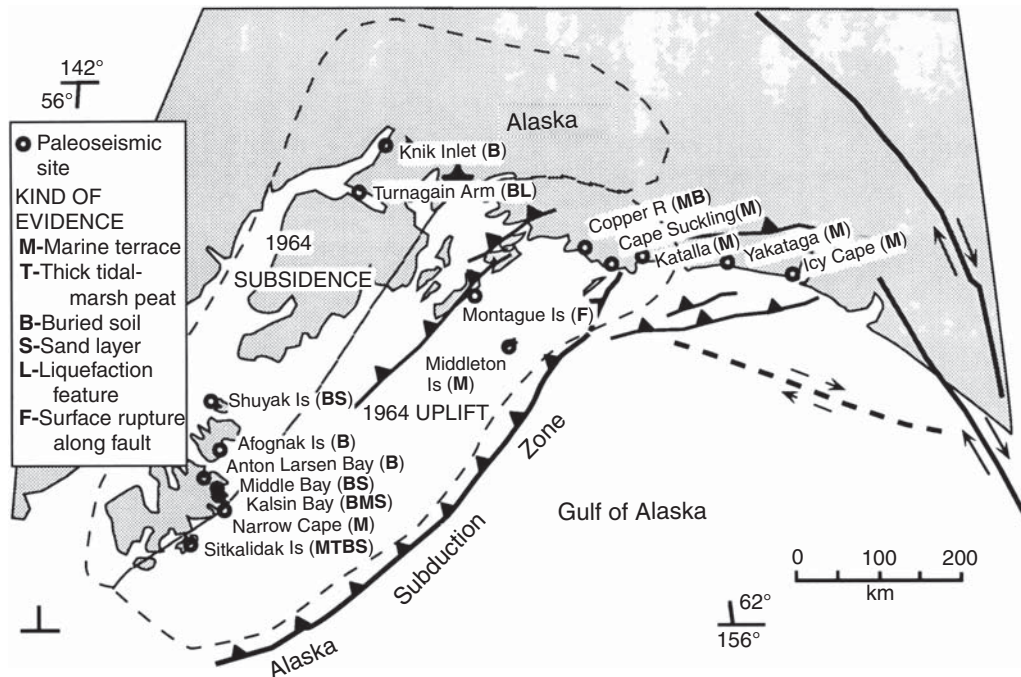 142°
56°
Paleoseismic
site
KIND OF
EVIDENCE
M-Marine terrace
T-Thick tidal-
marsh peat
B-Buried soil
S-Sand layer
L-Liquefaction
feature
F-Surface rupture
along fault
Alaska
Knik Inlet (B)
Turnagain Arm (BL)
1964
SUBSIDENCE
Copper R (MB)
Cape Suckling(M)
Katalla (M)
Yakataga (M)
Icy Cape (M)
Montague Is (F)
Middleton
Is (M)
1964 UPLIFT
Shuyak Is (BS)
Afognak Is (B)
Anton Larsen Bay (B)
Middle Bay (BS)
Kalsin Bay (BMS)
Narrow Cape (M)
Sitkalidak Is (MTBS)
Alaska Subduction Zone
Gulf of Alaska
0 100 200
km
62°
156°